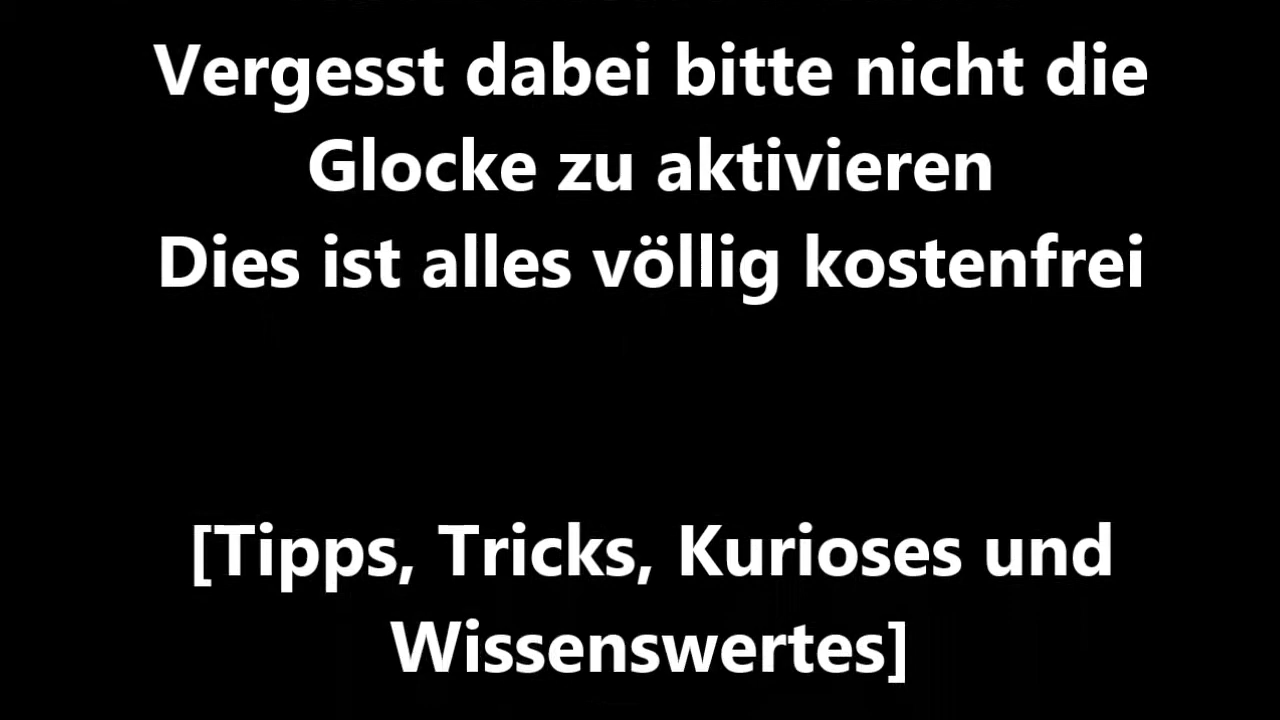 Vergesst dabei bitte nicht die
Glocke zu aktivieren
Dies ist alles völlig kostenfrei
[Tipps, Tricks, Kurioses und
Wissenswertes]